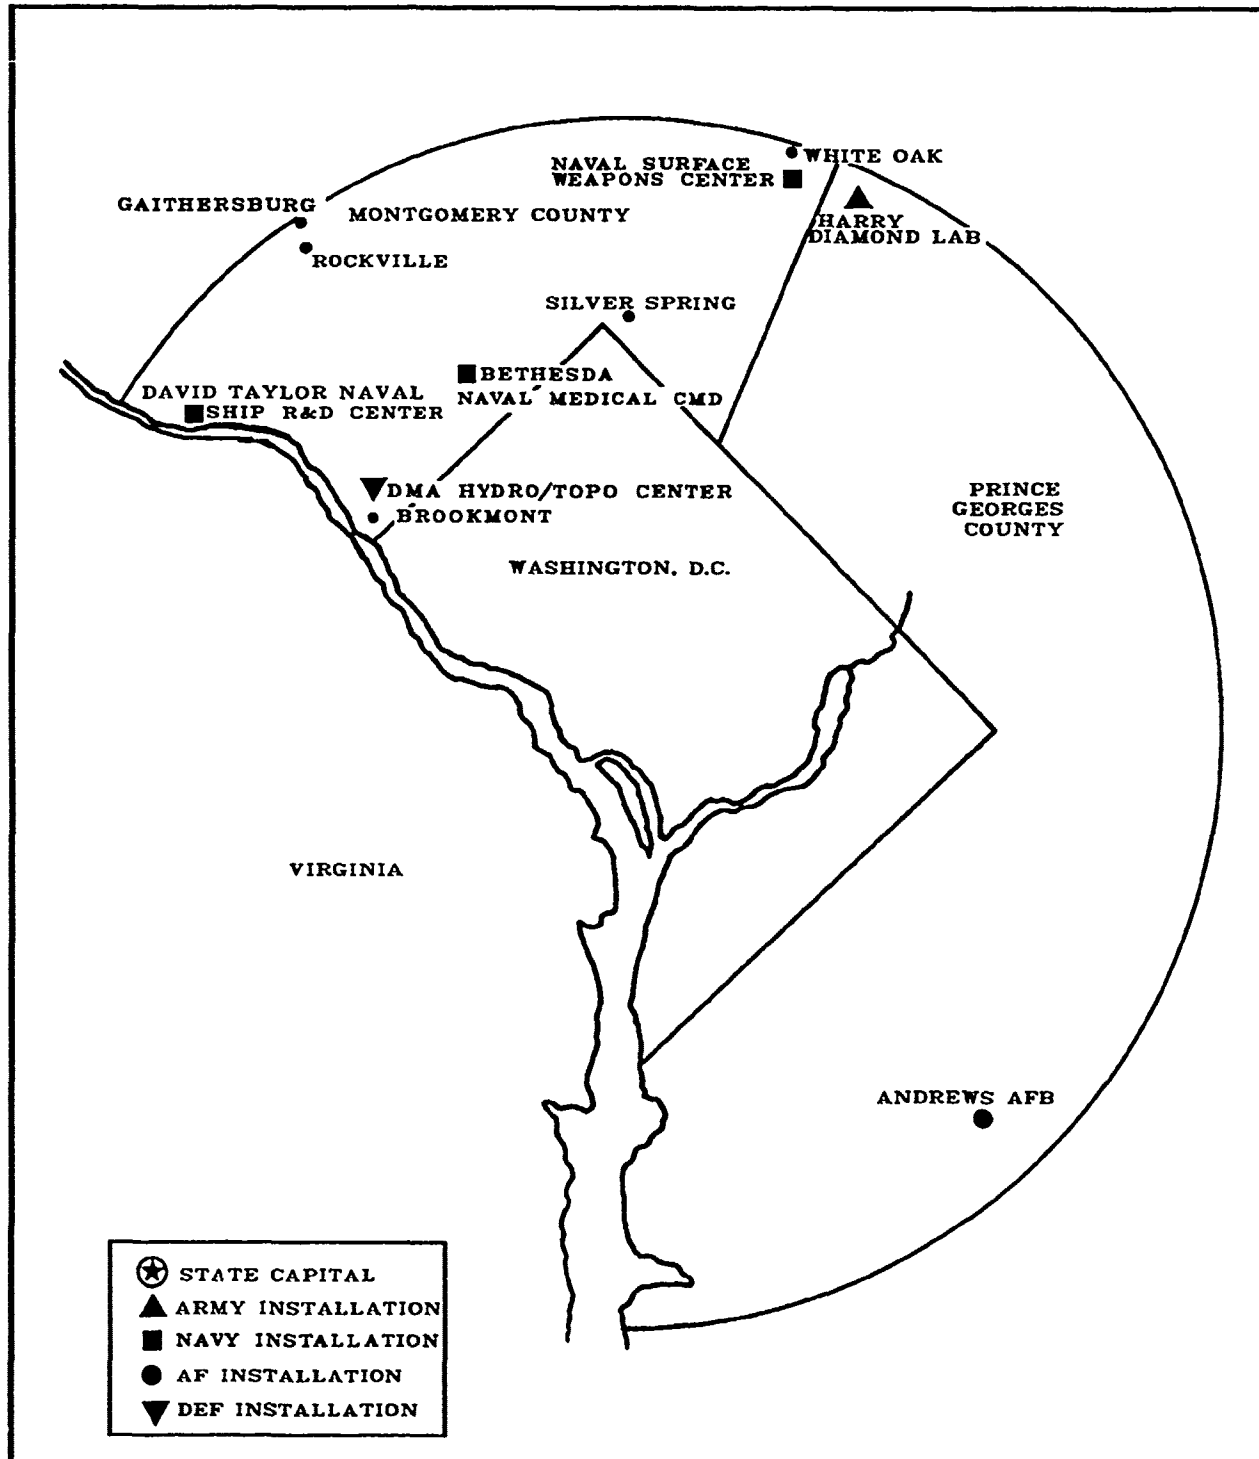 WHITE OAK
NAVAL SURFACE
WEAPONS CENTER
GAITHERSBURG
MONTGOMERY COUNTY
HARRY
DIAMOND LAB
ROCKVILLE
SILVER SPRING
BETHESDA
NAVAL MEDICAL CMD
DAVID TAYLOR NAVAL
SHIP R&D CENTER
DMA HYDRO/TOPO CENTER
BROOKMONT
PRINCE
GEORGES
COUNTY
WASHINGTON, D.C.
VIRGINIA
ANDREWS AFB
STATE CAPITAL
ARMY INSTALLATION
NAVY INSTALLATION
AF INSTALLATION
DEF INSTALLATION